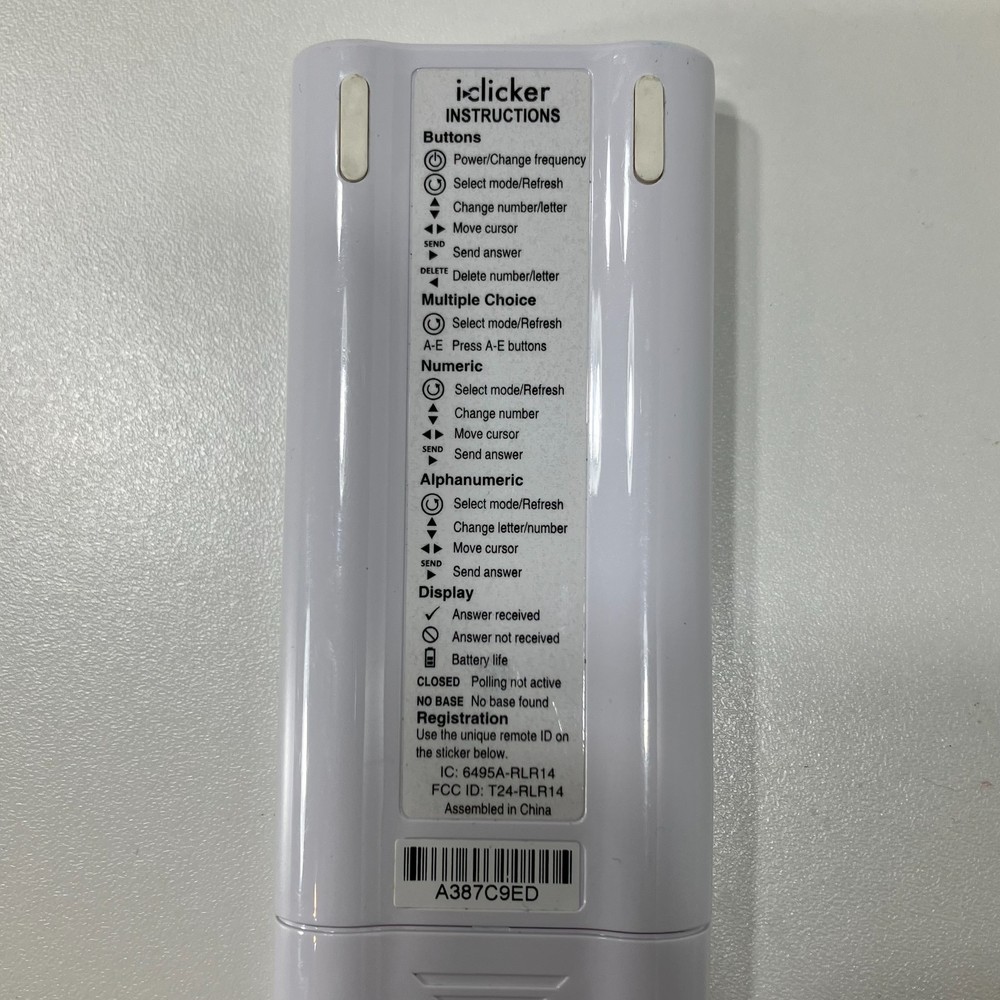 i>clicker
INSTRUCTIONS
Buttons
Power/Change frequency
Select mode/Refresh
Change number/letter
Move cursor
SEND Send answer
DELETE Delete number/letter
Multiple Choice
Select mode/Refresh
A-E Press A-E buttons
Numeric
Select mode/Refresh
Change number
Move cursor
SEND Send answer
Alphanumeric
Select mode/Refresh
Change letter/number
Move cursor
SEND Send answer
Display
Answer received
Answer not received
Battery life
CLOSED Polling not active
NO BASE No base found
Registration
Use the unique remote ID on
the sticker below.
IC: 6495A-RLR14
FCC ID: T24-RLR14
Assembled in China
A387C9ED